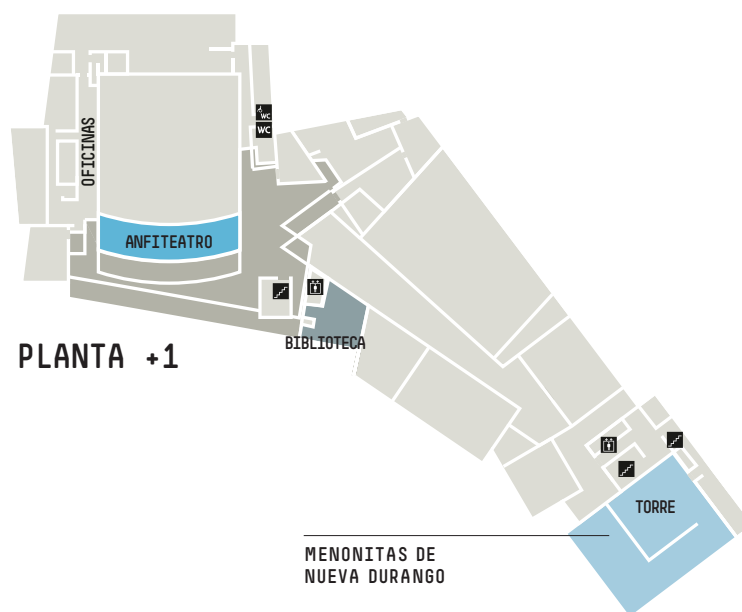 WC
WC
OFICINAS
ANFITEATRO
BIBLIOTECA
PLANTA +1
TORRE
MENONITAS DE
NUEVA DURANGO